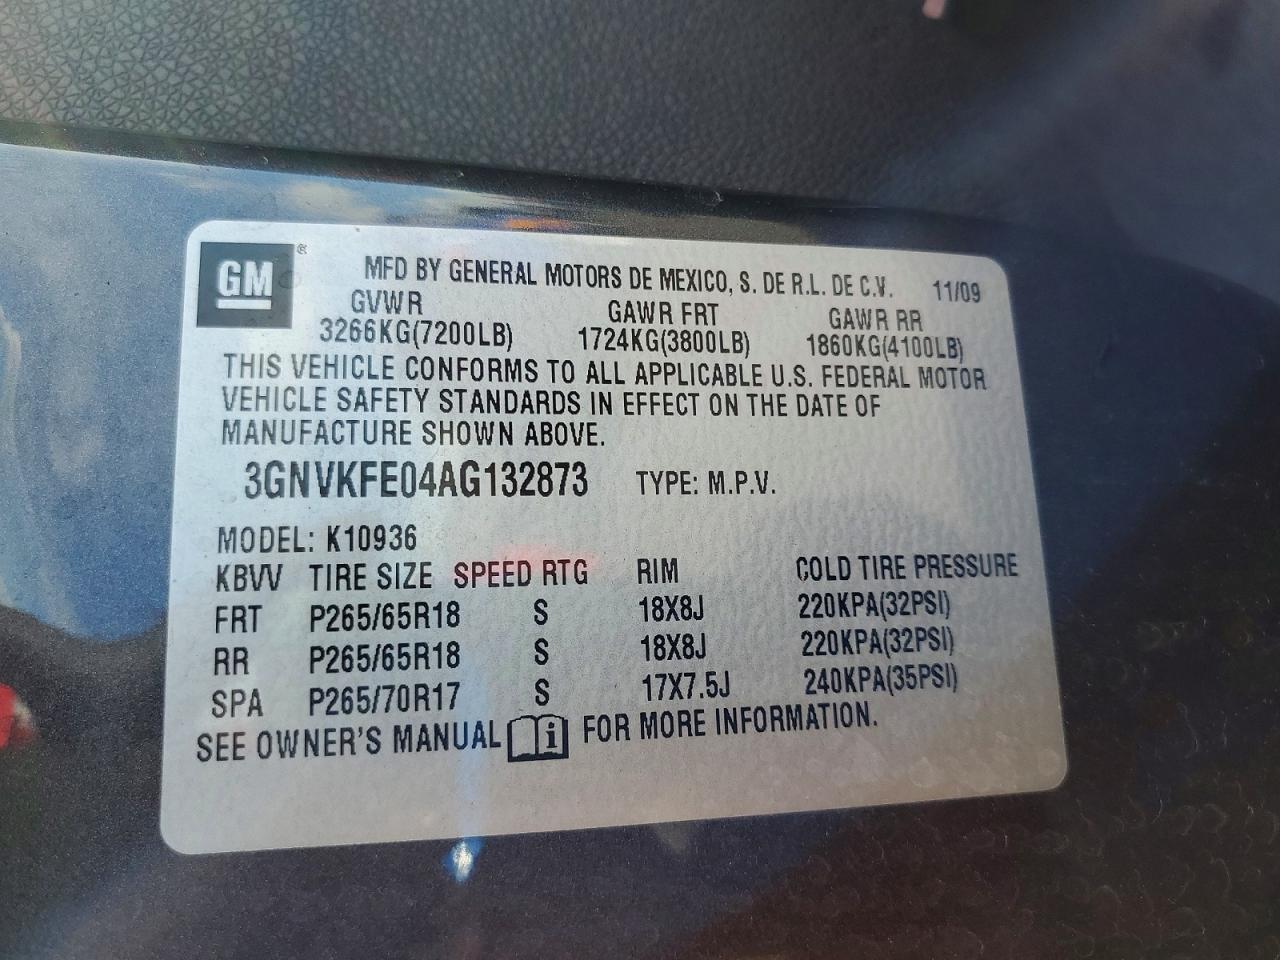 GM ®
MFD BY GENERAL MOTORS DE MEXICO, S. DE R.L. DE C.V. 11/09
GVWR GAWR FRT GAWR RR
3266KG(7200LB) 1724KG(3800LB) 1860KG(4100LB)
THIS VEHICLE CONFORMS TO ALL APPLICABLE U.S. FEDERAL MOTOR
VEHICLE SAFETY STANDARDS IN EFFECT ON THE DATE OF
MANUFACTURE SHOWN ABOVE.
3GNVKFE04AG132873 TYPE: M.P.V.
MODEL: K10936
KBVV TIRE SIZE SPEED RTG RIM COLD TIRE PRESSURE
FRT P265/65R18 S 18X8J 220KPA(32PSI)
RR P265/65R18 S 18X8J 220KPA(32PSI)
SPA P265/70R17 S 17X7.5J 240KPA(35PSI)
SEE OWNER'S MANUAL i FOR MORE INFORMATION.